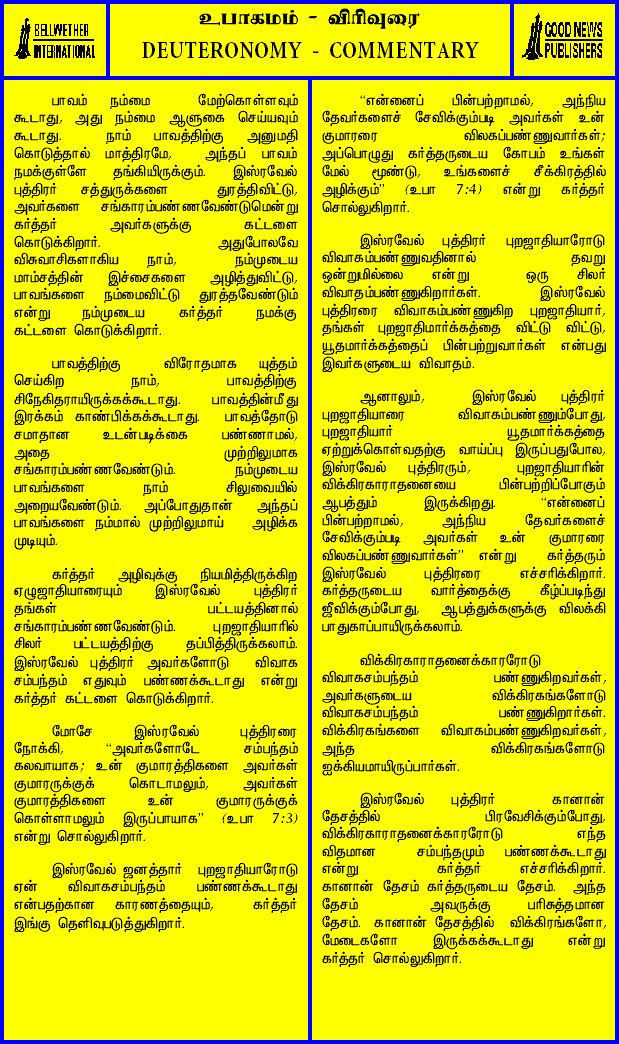 BELLWETHER
INTERNATIONAL
உபாகமம் - விரிவுரை
DEUTERONOMY - COMMENTARY
GOOD NEWS
PUBLISHERS
பாவம் நம்மை மேற்கொள்ளவும்
கூடாது, அது நம்மை ஆளுகை செய்யவும்
கூடாது. நாம் பாவத்திற்கு அனுமதி
கொடுத்தால் மாத்திரமே, அந்தப் பாவம்
நமக்குள்ளே தங்கியிருக்கும். இஸ்ரவேல்
புத்திரர் சத்துருக்களை துரத்திவிட்டு,
அவர்களை சங்காரம்பண்ணவேண்டுமென்று
கர்த்தர் அவர்களுக்கு கட்டளை
கொடுக்கிறார். அதுபோலவே
விசுவாசிகளாகிய நாம், நம்முடைய
மாம்சத்தின் இச்சைகளை அழித்துவிட்டு,
பாவங்களை நம்மைவிட்டு துரத்தவேண்டும்
என்று நம்முடைய கர்த்தர் நமக்கு
கட்டளை கொடுக்கிறார்.
பாவத்திற்கு விரோதமாக யுத்தம்
செய்கிற நாம், பாவத்திற்கு
சிநேகிதராயிருக்கக்கூடாது. பாவத்தின்மீது
இரக்கம் காண்பிக்கக்கூடாது. பாவத்தோடு
சமாதான உடன்படிக்கை பண்ணாமல்,
அதை முற்றிலுமாக
சங்காரம்பண்ணவேண்டும். நம்முடைய
பாவங்களை நாம் சிலுவையில்
அறையவேண்டும். அப்போதுதான் அந்தப்
பாவங்களை நம்மால் முற்றிலுமாய் அழிக்க
முடியும்.
கர்த்தர் அழிவுக்கு நியமித்திருக்கிற
ஏழுஜாதியாரையும் இஸ்ரவேல் புத்திரர்
தங்கள் பட்டயத்தினால்
சங்காரம்பண்ணவேண்டும். புறஜாதியாரில்
சிலர் பட்டயத்திற்கு தப்பித்திருக்கலாம்.
இஸ்ரவேல் புத்திரர் அவர்களோடு விவாக
சம்பந்தம் எதுவும் பண்ணக்கூடாது என்று
கர்த்தர் கட்டளை கொடுக்கிறார்.
மோசே இஸ்ரவேல் புத்திரரை
நோக்கி, "அவர்களோடே சம்பந்தம்
கலவாயாக; உன் குமாரத்திகளை அவர்கள்
குமாரருக்குக் கொடாமலும், அவர்கள்
குமாரத்திகளை உன் குமாரருக்குக்
கொள்ளாமலும் இருப்பாயாக" (உபா 7:3)
என்று சொல்லுகிறார்.
இஸ்ரவேல் ஜனத்தார் புறஜாதியாரோடு
ஏன் விவாகசம்பந்தம் பண்ணக்கூடாது
என்பதற்கான காரணத்தையும், கர்த்தர்
இங்கு தெளிவுபடுத்துகிறார்.
"என்னைப் பின்பற்றாமல், அந்நிய
தேவர்களைச் சேவிக்கும்படி அவர்கள் உன்
குமாரரை விலகப்பண்ணுவார்கள்;
அப்பொழுது கர்த்தருடைய கோபம் உங்கள்
மேல் மூண்டு, உங்களைச் சீக்கிரத்தில்
அழிக்கும்" (உபா 7:4) என்று கர்த்தர்
சொல்லுகிறார்.
இஸ்ரவேல் புத்திரர் புறஜாதியாரோடு
விவாகம்பண்ணுவதினால் தவறு
ஒன்றுமில்லை என்று ஒரு சிலர்
விவாதம்பண்ணுகிறார்கள். இஸ்ரவேல்
புத்திரரை விவாகம்பண்ணுகிற புறஜாதியார்,
தங்கள் புறஜாதிமார்க்கத்தை விட்டு விட்டு,
யூதமார்க்கத்தைப் பின்பற்றுவார்கள் என்பது
இவர்களுடைய விவாதம்.
ஆனாலும், இஸ்ரவேல் புத்திரர்
புறஜாதியாரை விவாகம்பண்ணும்போது,
புறஜாதியார் யூதமார்க்கத்தை
ஏற்றுக்கொள்வதற்கு வாய்ப்பு இருப்பதுபோல,
இஸ்ரவேல் புத்திரரும், புறஜாதியாரின்
விக்கிரகாராதனையை பின்பற்றிப்போகும்
ஆபத்தும் இருக்கிறது. "என்னைப்
பின்பற்றாமல், அந்நிய தேவர்களைச்
சேவிக்கும்படி அவர்கள் உன் குமாரரை
விலகப்பண்ணுவார்கள்" என்று கர்த்தரும்
இஸ்ரவேல் புத்திரரை எச்சரிக்கிறார்.
கர்த்தருடைய வார்த்தைக்கு கீழ்ப்படிந்து
ஜீவிக்கும்போது, ஆபத்துக்களுக்கு விலக்கி
பாதுகாப்பாயிருக்கலாம்.
விக்கிரகாராதனைக்காரரோடு
விவாகசம்பந்தம் பண்ணுகிறவர்கள்,
அவர்களுடைய விக்கிரகங்களோடு
விவாகசம்பந்தம் பண்ணுகிறார்கள்.
விக்கிரகங்களை விவாகம்பண்ணுகிறவர்கள்,
அந்த விக்கிரகங்களோடு
ஐக்கியமாயிருப்பார்கள்.
இஸ்ரவேல் புத்திரர் கானான்
தேசத்தில் பிரவேசிக்கும்போது,
விக்கிரகாராதனைக்காரரோடு எந்த
விதமான சம்பந்தமும் பண்ணக்கூடாது
என்று கர்த்தர் எச்சரிக்கிறார்.
கானான் தேசம் கர்த்தருடைய தேசம். அந்த
தேசம் அவருக்கு பரிசுத்தமான
தேசம். கானான் தேசத்தில் விக்கிரங்களோ,
மேடைகளோ இருக்கக்கூடாது என்று
கர்த்தர் சொல்லுகிறார்.